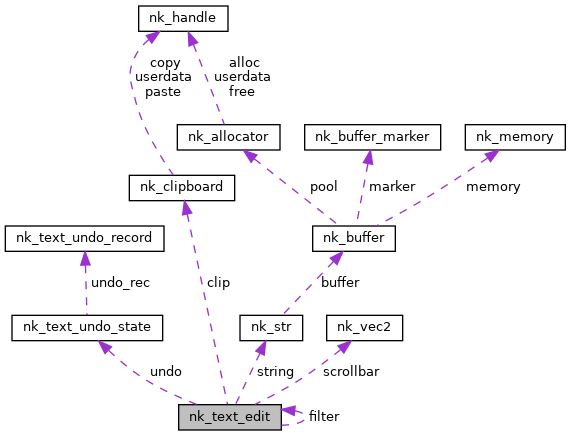 nk_handle
copy
userdata
paste
alloc
userdata
free
nk_allocator
nk_buffer_marker
nk_memory
nk_clipboard
pool
marker
memory
nk_text_undo_record
nk_buffer
undo_rec
clip
buffer
nk_text_undo_state
nk_str
nk_vec2
undo
string
scrollbar
nk_text_edit
filter